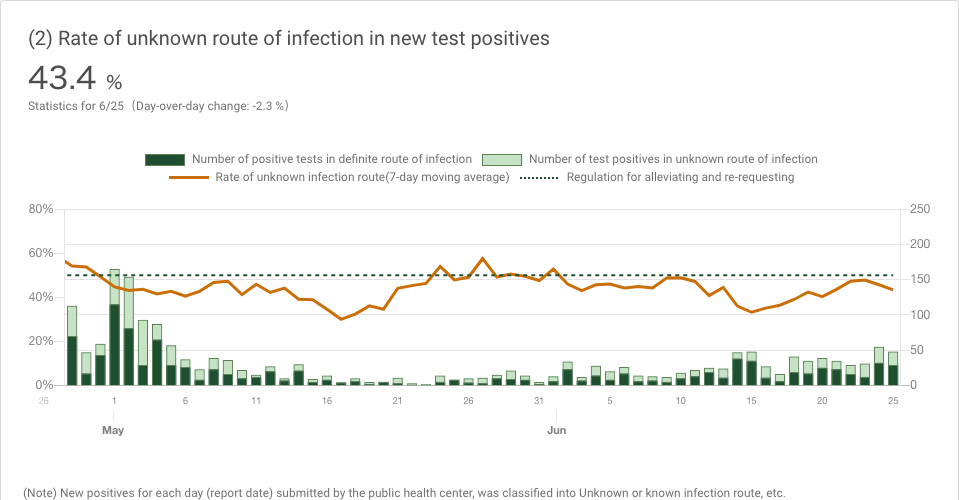 (2) Rate of unknown route of infection in new test positives
43.4 %
Statistics for 6/25（Day-over-day change: -2.3 %）
Number of positive tests in definite route of infection Number of test positives in unknown route of infection
Rate of unknown infection route(7-day moving average) Regulation for alleviating and re-requesting
80% 250
200
60% 150
40% 100
20% 50
0% 0
26 1 6 11 16 21 26 31 5 10 15 20 25
May Jun
(Note) New positives for each day (report date) submitted by the public health center, was classified into Unknown or known infection route, etc.